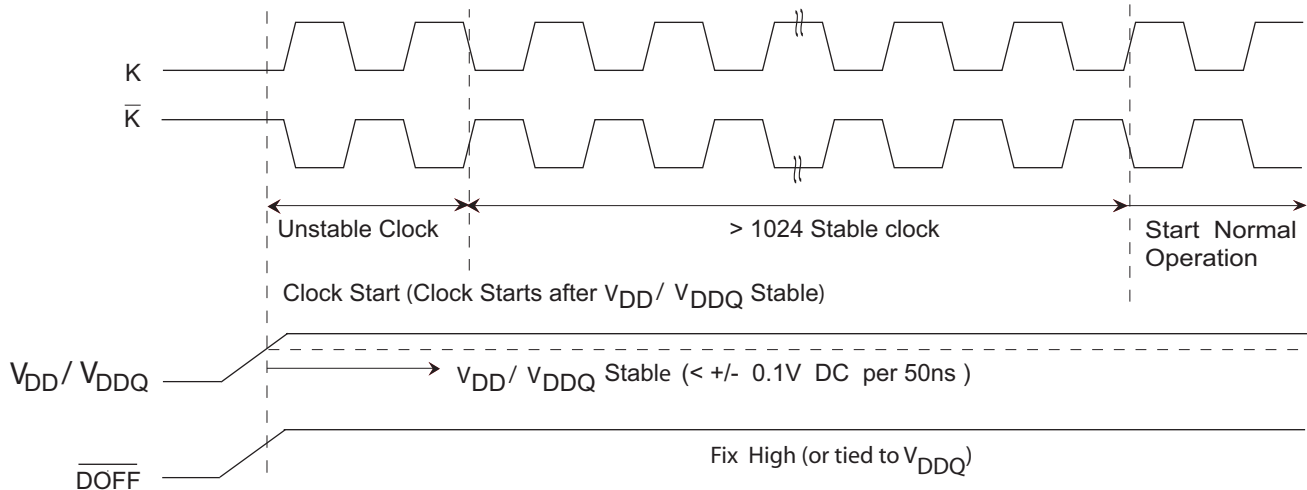 K
K̅
Unstable Clock
> 1024 Stable clock
Start Normal
Operation
Clock Start (Clock Starts after VDD / VDDQ Stable)
VDD / VDDQ
VDD / VDDQ Stable (< +/- 0.1V DC per 50ns )
Fix High (or tied to VDDQ)
D̅O̅F̅F̅